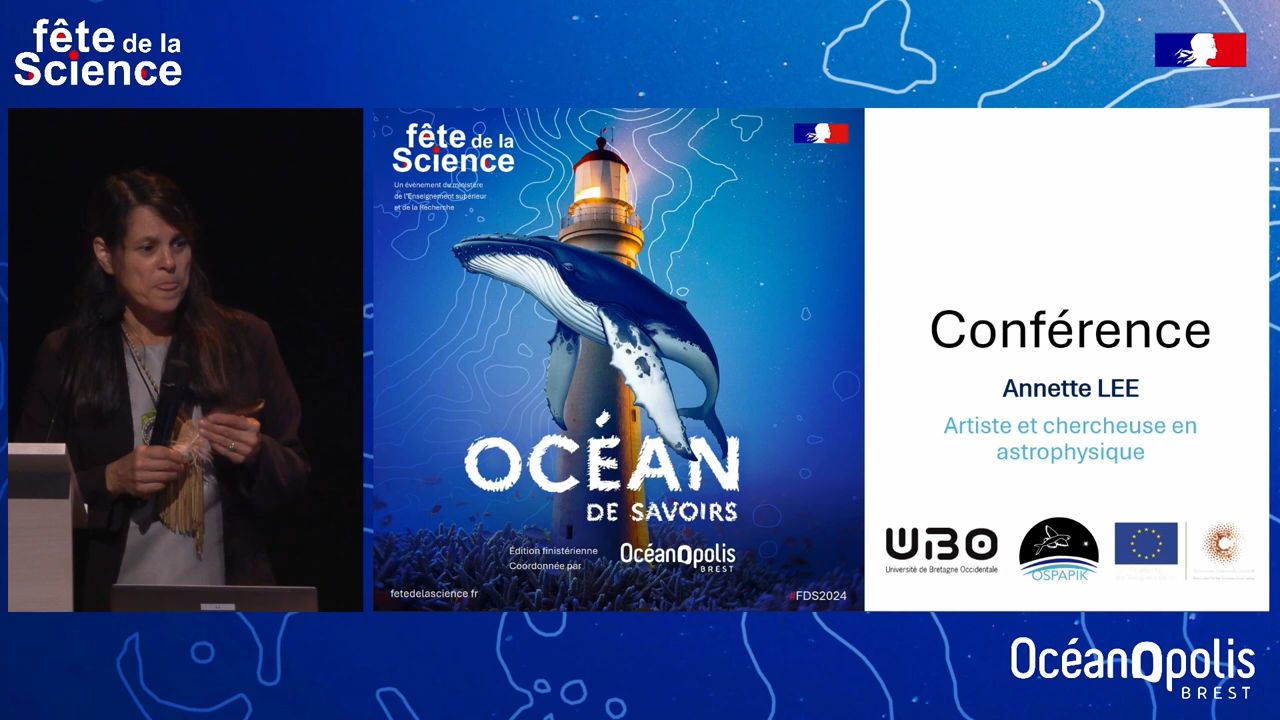 fête de la
Science
fête de la
Science
Un évènement du ministère
de l'Enseignement supérieur
et de la Recherche
OCÉAN
DE SAVOIRS
Édition finistérienne
Coordonnée par
OcéanOpolis
BREST
fetedelascience.fr
#FDS2024
Conférence
Annette LEE
Artiste et chercheuse en
astrophysique
UBO
Université de Bretagne Occidentale
OSPAPIK
OcéanOpolis
BREST